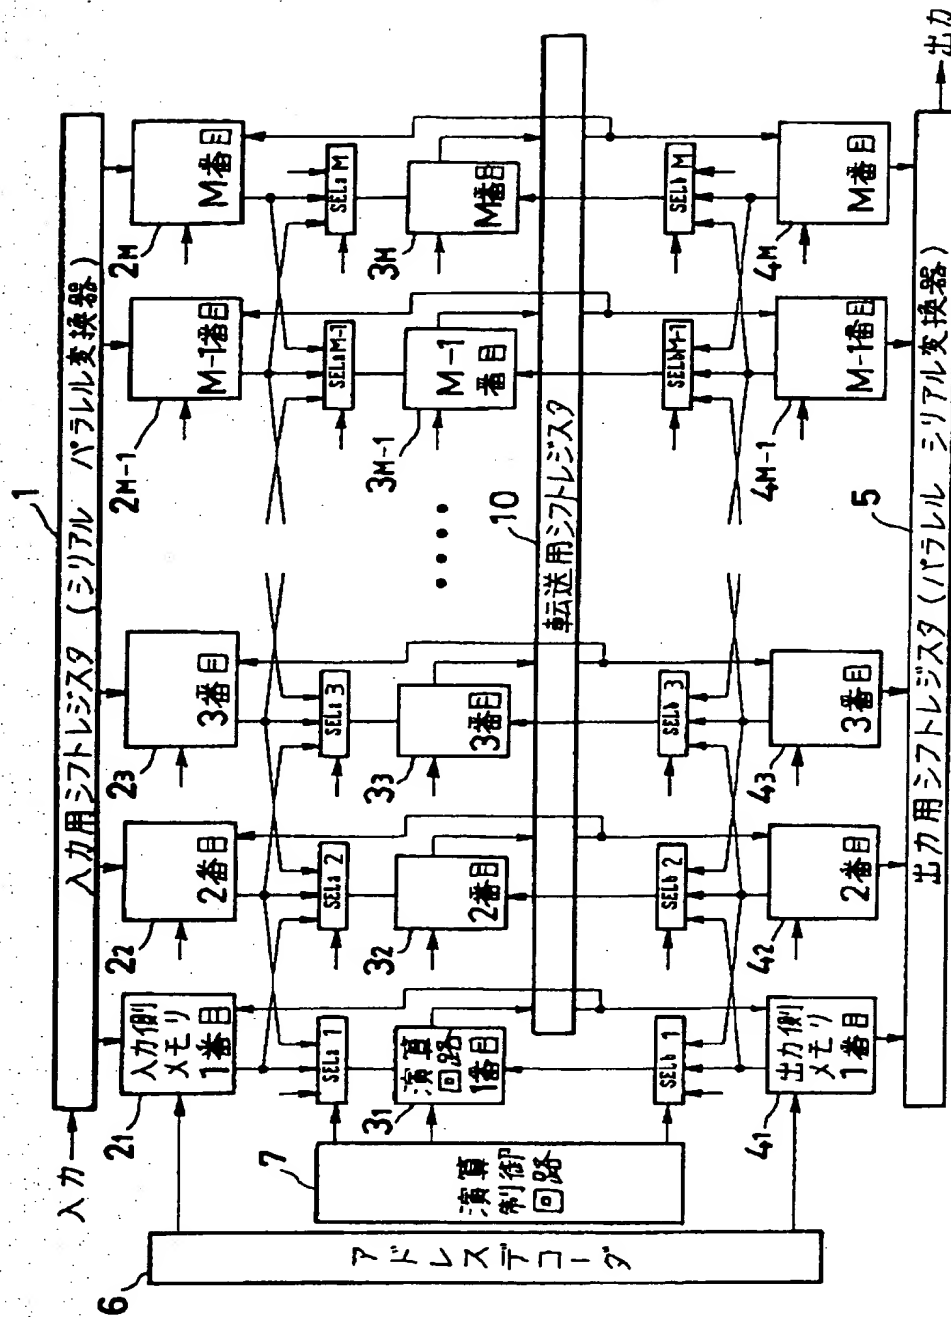 入力
1
入力用シフトレジスタ (シリアル パラレル変換器)
21
入力側
メモリ
1番目
22
2番目
23
3番目
2M-1
M-1番目
2M
M番目
SELa 1
SELa 2
SELa 3
SELa M-1
SELa M
31
演算
回路
1番目
32
2番目
33
3番目
3M-1
M-1
番目
3M
M番目
10
転送用シフトレジスタ
SELb 1
SELb 2
SELb 3
SELb M-1
SELb M
41
出力側
メモリ
1番目
42
2番目
43
3番目
4M-1
M-1番目
4M
M番目
5
出力用シフトレジスタ (パラレル シリアル変換器)
出力
7
演算
制御
回路
6
アドレスデコーダ